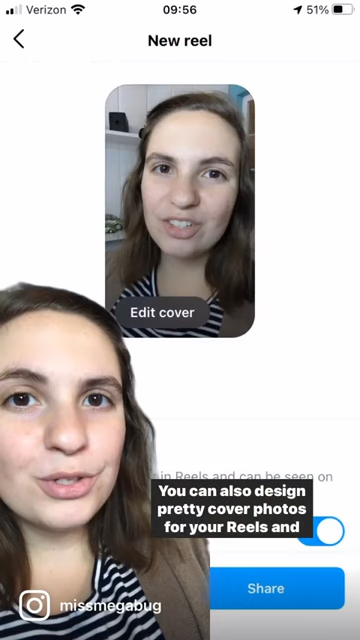 Verizon 09:56 51%
New reel
Edit cover
in Reels and can be seen on
You can also design
pretty cover photos
for your Reels and
Share
missmegabug